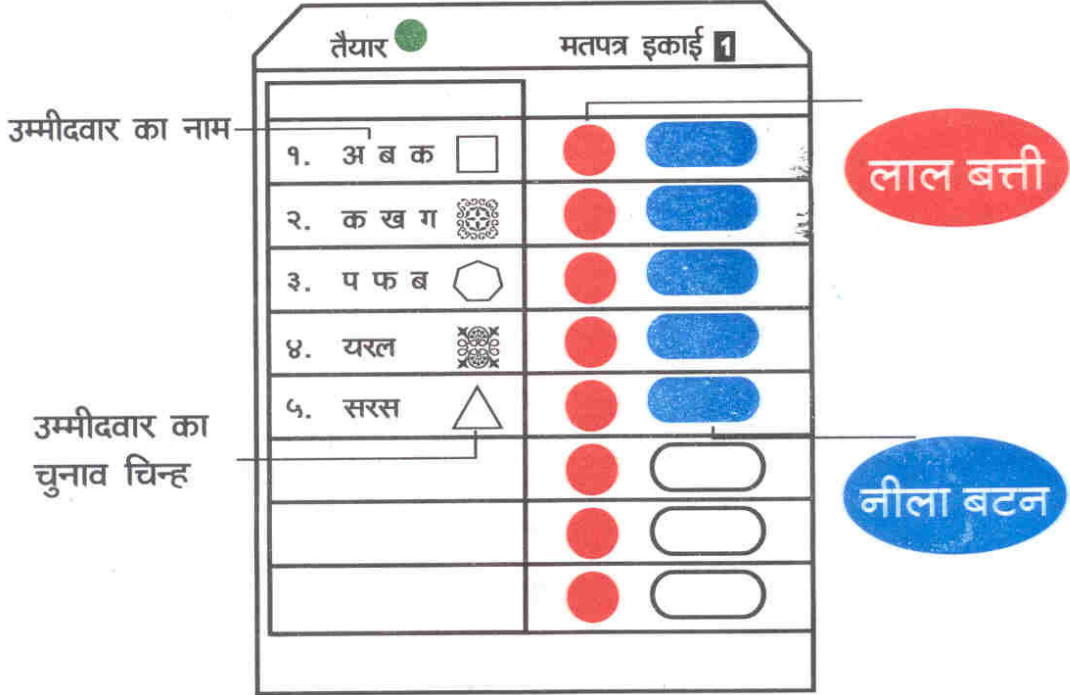 तैयार
मतपत्र इकाई 1
उम्मीदवार का नाम
१. अ ब क
२. क ख ग
३. प फ ब
४. यरल
५. सरस
लाल बत्ती
उम्मीदवार का
चुनाव चिन्ह
नीला बटन